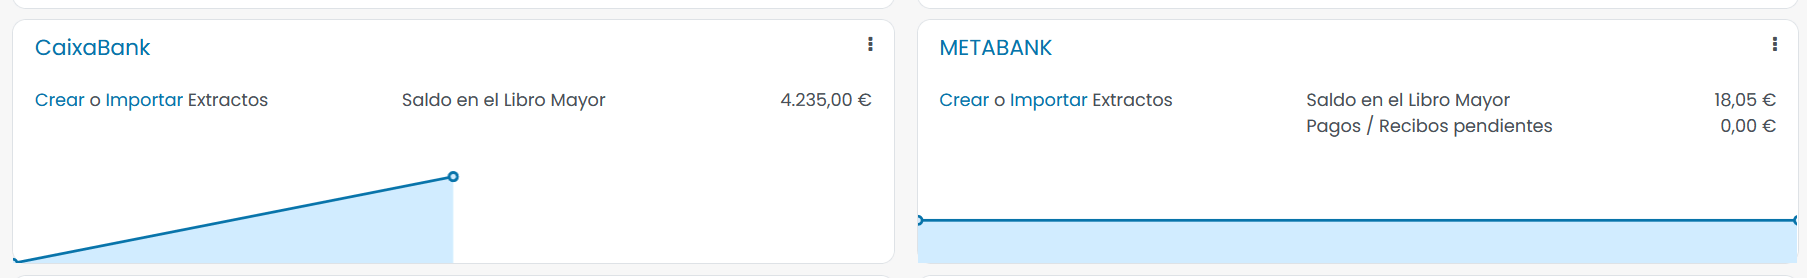 CaixaBank
Crear o Importar Extractos
Saldo en el Libro Mayor 4.235,00 €
METABANK
Crear o Importar Extractos
Saldo en el Libro Mayor 18,05 €
Pagos / Recibos pendientes 0,00 €